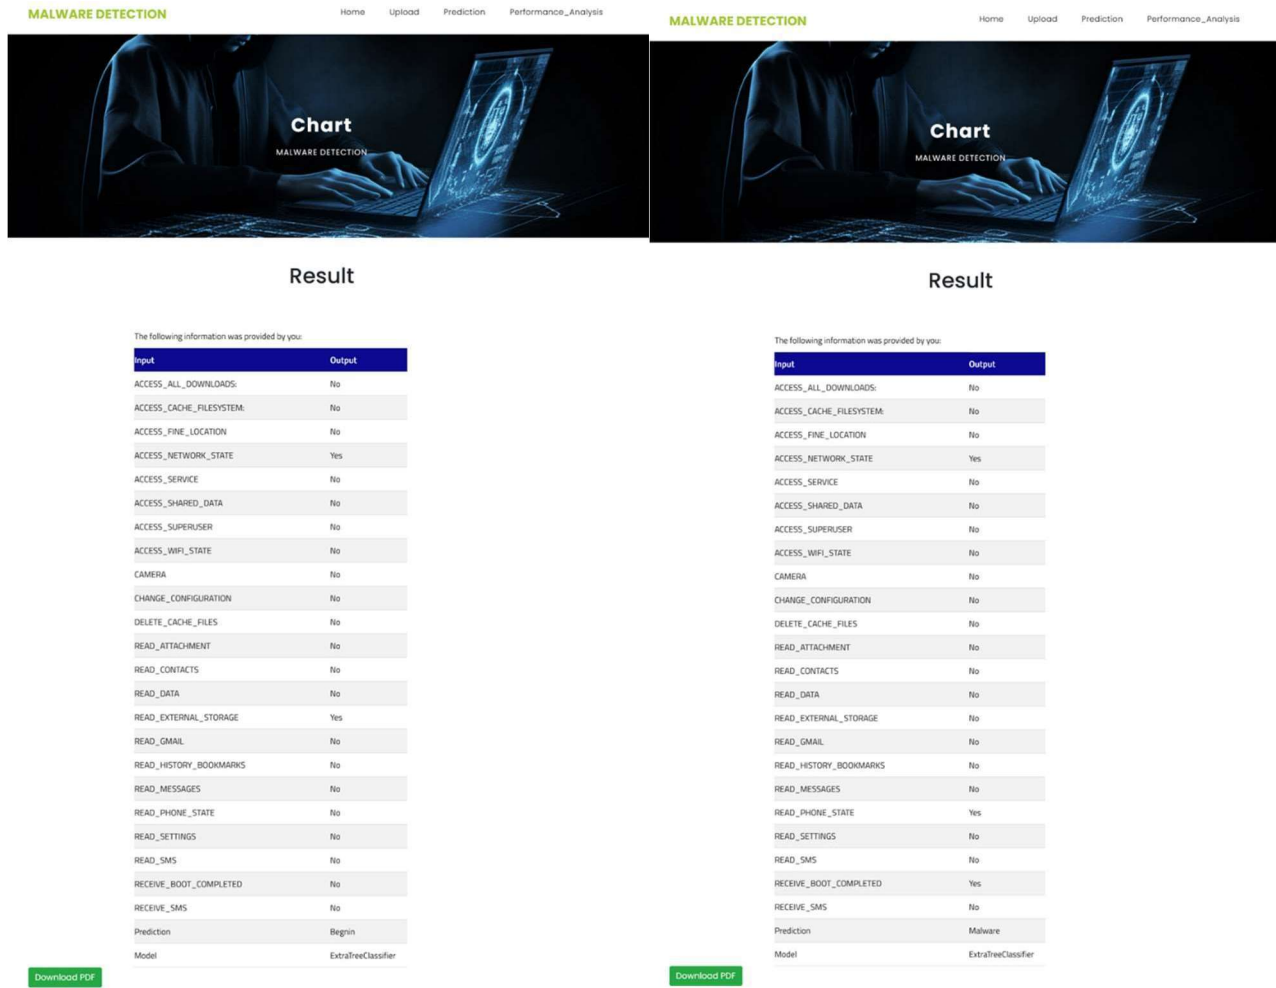 MALWARE DETECTION
Home Upload Prediction Performance_Analysis
Chart
MALWARE DETECTION
Result
The following information was provided by you:
Input Output
ACCESS_ALL_DOWNLOADS: No
ACCESS_CACHE_FILESYSTEM: No
ACCESS_FINE_LOCATION No
ACCESS_NETWORK_STATE Yes
ACCESS_SERVICE No
ACCESS_SHARED_DATA No
ACCESS_SUPERUSER No
ACCESS_WIFI_STATE No
CAMERA No
CHANGE_CONFIGURATION No
DELETE_CACHE_FILES No
READ_ATTACHMENT No
READ_CONTACTS No
READ_DATA No
READ_EXTERNAL_STORAGE Yes
READ_GMAIL No
READ_HISTORY_BOOKMARKS No
READ_MESSAGES No
READ_PHONE_STATE No
READ_SETTINGS No
READ_SMS No
RECEIVE_BOOT_COMPLETED No
RECEIVE_SMS No
Prediction Begnin
Model ExtraTreeClassifier
Download PDF
MALWARE DETECTION
Home Upload Prediction Performance_Analysis
Chart
MALWARE DETECTION
Result
The following information was provided by you:
Input Output
ACCESS_ALL_DOWNLOADS: No
ACCESS_CACHE_FILESYSTEM: No
ACCESS_FINE_LOCATION No
ACCESS_NETWORK_STATE Yes
ACCESS_SERVICE No
ACCESS_SHARED_DATA No
ACCESS_SUPERUSER No
ACCESS_WIFI_STATE No
CAMERA No
CHANGE_CONFIGURATION No
DELETE_CACHE_FILES No
READ_ATTACHMENT No
READ_CONTACTS No
READ_DATA No
READ_EXTERNAL_STORAGE No
READ_GMAIL No
READ_HISTORY_BOOKMARKS No
READ_MESSAGES No
READ_PHONE_STATE Yes
READ_SETTINGS No
READ_SMS No
RECEIVE_BOOT_COMPLETED Yes
RECEIVE_SMS No
Prediction Malware
Model ExtraTreeClassifier
Download PDF